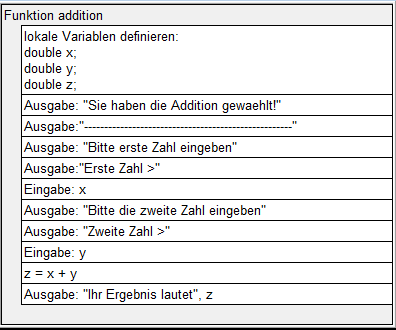 Funktion addition
lokale Variablen definieren:
double x;
double y;
double z;
Ausgabe: "Sie haben die Addition gewaehlt!"
Ausgabe:"----------------------------------------------------"
Ausgabe: "Bitte erste Zahl eingeben"
Ausgabe:"Erste Zahl >"
Eingabe: x
Ausgabe: "Bitte die zweite Zahl eingeben"
Ausgabe: "Zweite Zahl >"
Eingabe: y
z = x + y
Ausgabe: "Ihr Ergebnis lautet", z